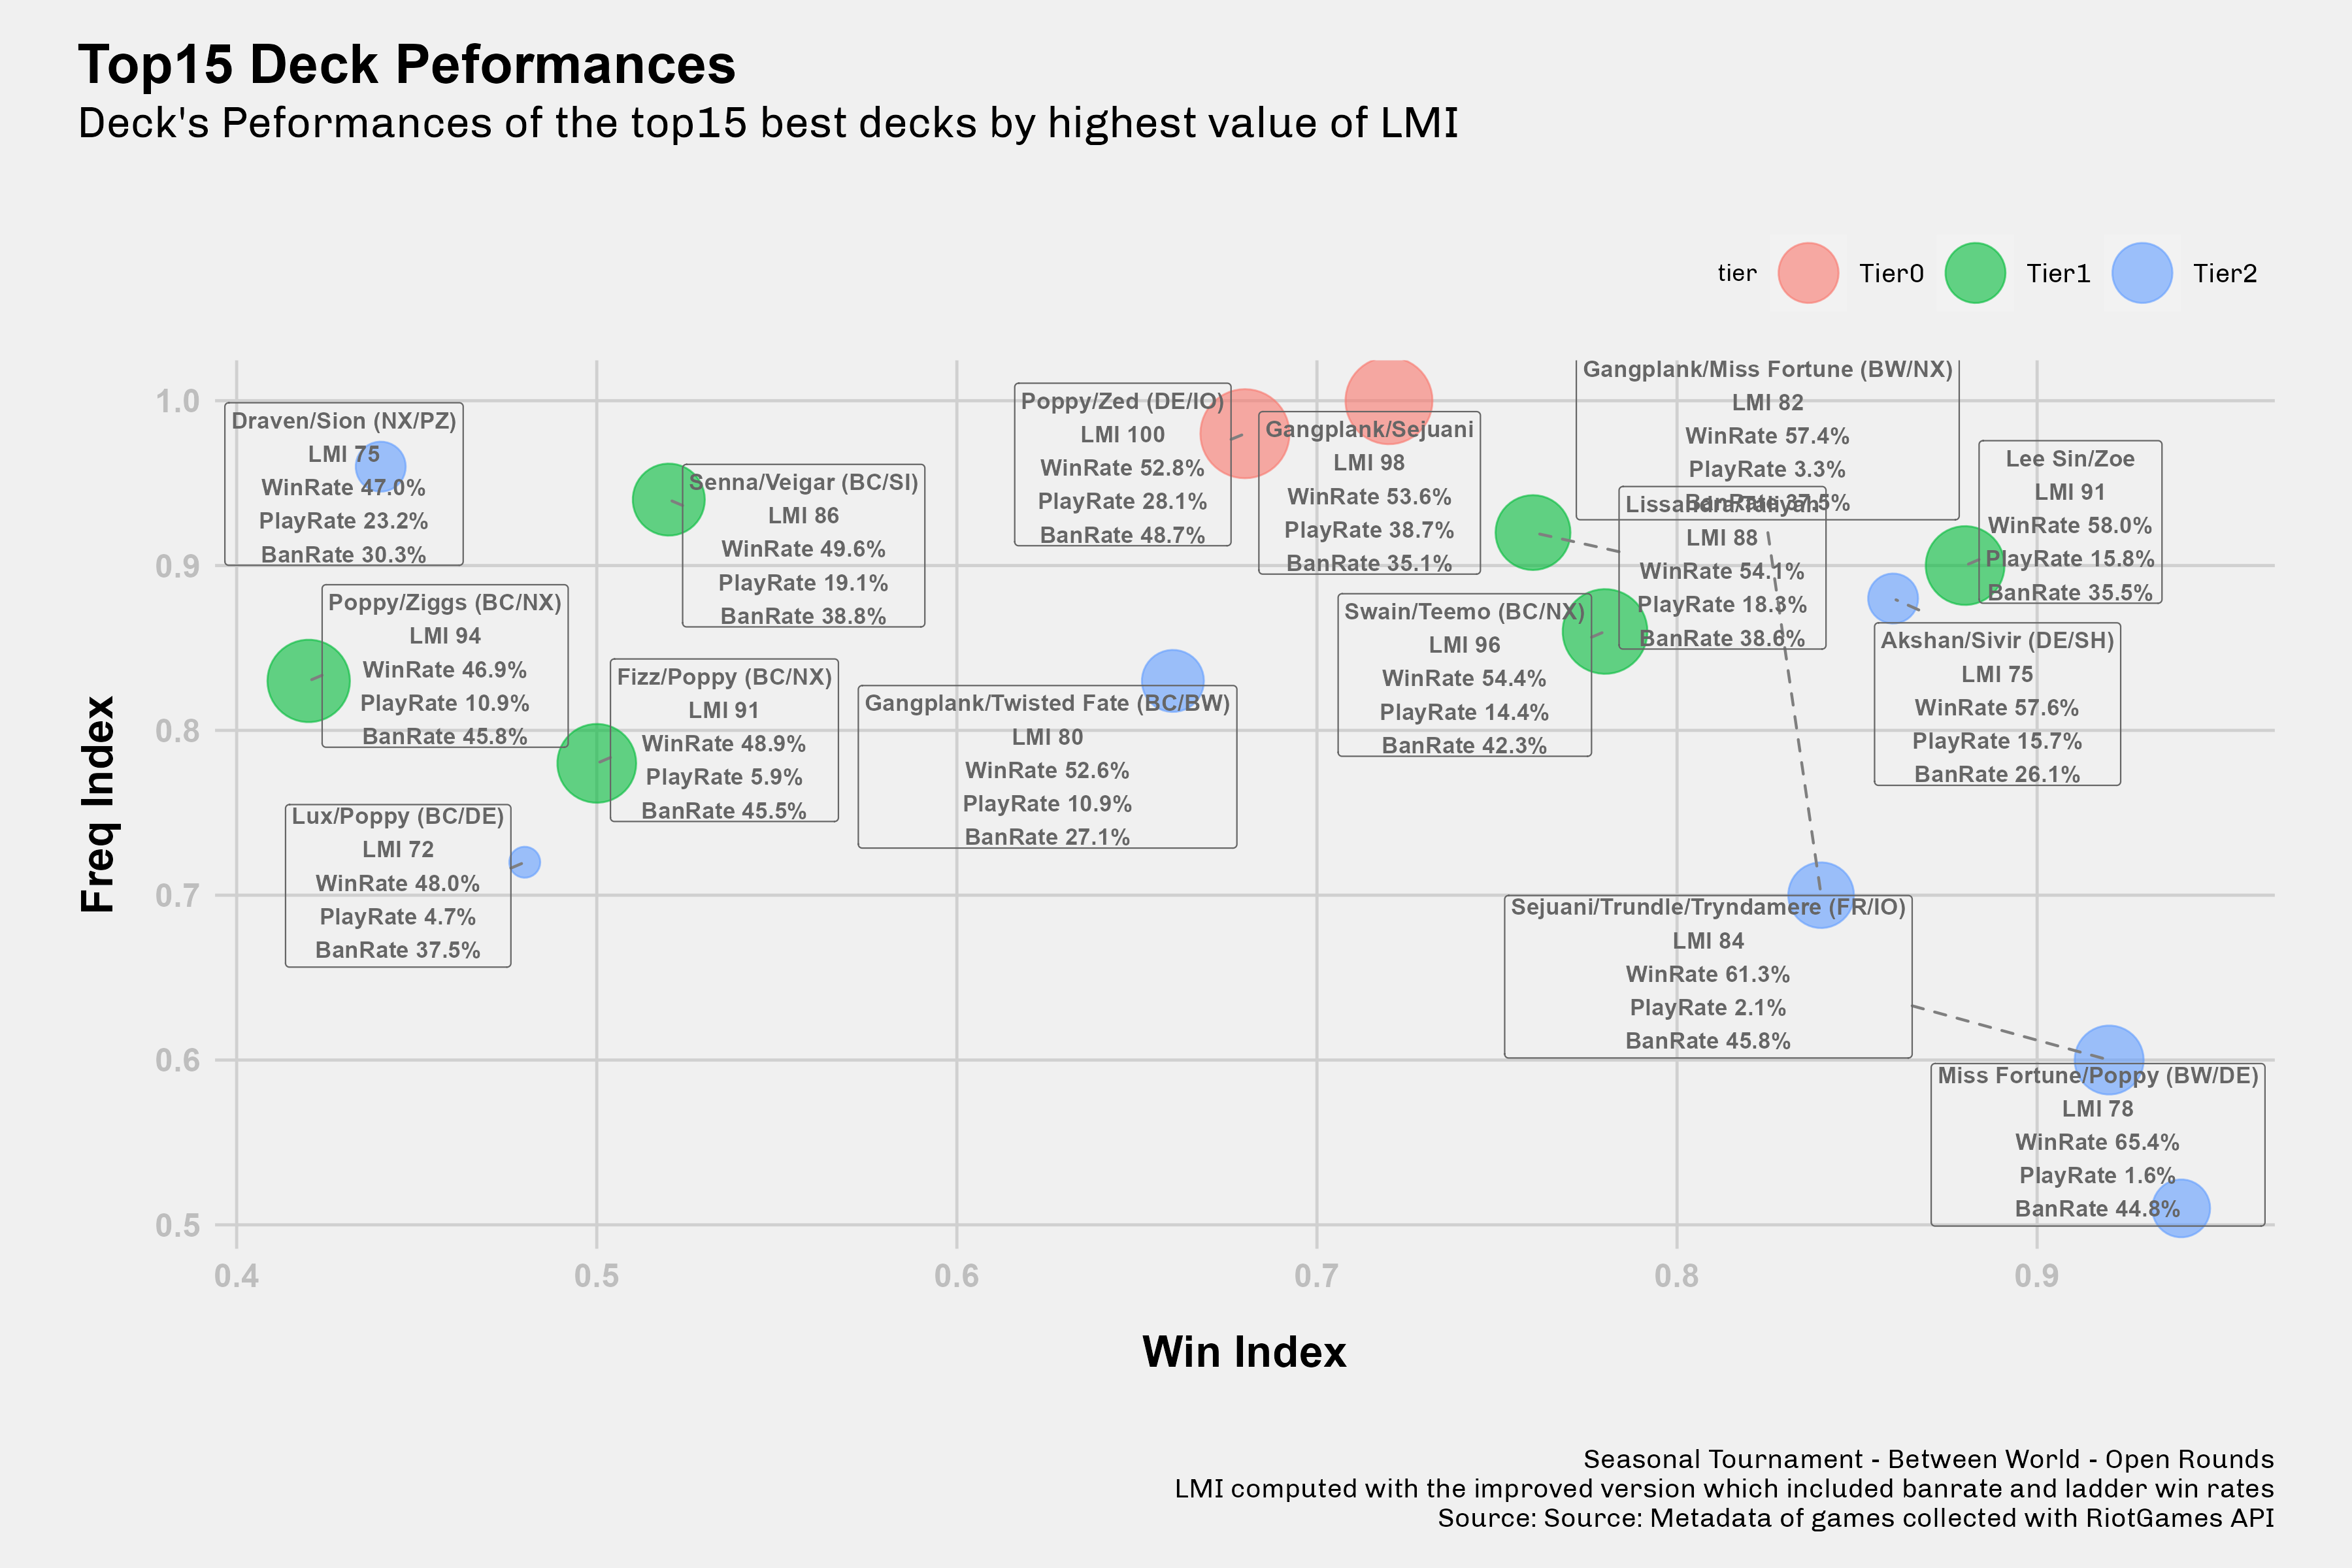 Top15 Deck Peformances
Deck's Peformances of the top15 best decks by highest value of LMI
tier
Tier0
Tier1
Tier2
Freq Index
1.0
0.9
0.8
0.7
0.6
0.5
Draven/Sion (NX/PZ)
LMI 75
WinRate 47.0%
PlayRate 23.2%
BanRate 30.3%
Senna/Veigar (BC/SI)
LMI 86
WinRate 49.6%
PlayRate 19.1%
BanRate 38.8%
Poppy/Zed (DE/IO)
LMI 100
WinRate 52.8%
PlayRate 28.1%
BanRate 48.7%
Gangplank/Sejuani
LMI 98
WinRate 53.6%
PlayRate 38.7%
BanRate 35.1%
Gangplank/Miss Fortune (BW/NX)
LMI 82
WinRate 57.4%
PlayRate 3.3%
BanRate 37.5%
Lissandra/Taliyah
LMI 88
WinRate 54.1%
PlayRate 18.3%
BanRate 38.6%
Lee Sin/Zoe
LMI 91
WinRate 58.0%
PlayRate 15.8%
BanRate 35.5%
Poppy/Ziggs (BC/NX)
LMI 94
WinRate 46.9%
PlayRate 10.9%
BanRate 45.8%
Fizz/Poppy (BC/NX)
LMI 91
WinRate 48.9%
PlayRate 5.9%
BanRate 45.5%
Gangplank/Twisted Fate (BC/BW)
LMI 80
WinRate 52.6%
PlayRate 10.9%
BanRate 27.1%
Swain/Teemo (BC/NX)
LMI 96
WinRate 54.4%
PlayRate 14.4%
BanRate 42.3%
Akshan/Sivir (DE/SH)
LMI 75
WinRate 57.6%
PlayRate 15.7%
BanRate 26.1%
Lux/Poppy (BC/DE)
LMI 72
WinRate 48.0%
PlayRate 4.7%
BanRate 37.5%
Sejuani/Trundle/Tryndamere (FR/IO)
LMI 84
WinRate 61.3%
PlayRate 2.1%
BanRate 45.8%
Miss Fortune/Poppy (BW/DE)
LMI 78
WinRate 65.4%
PlayRate 1.6%
BanRate 44.8%
0.4
0.5
0.6
0.7
0.8
0.9
Win Index
Seasonal Tournament - Between World - Open Rounds
LMI computed with the improved version which included banrate and ladder win rates
Source: Source: Metadata of games collected with RiotGames API